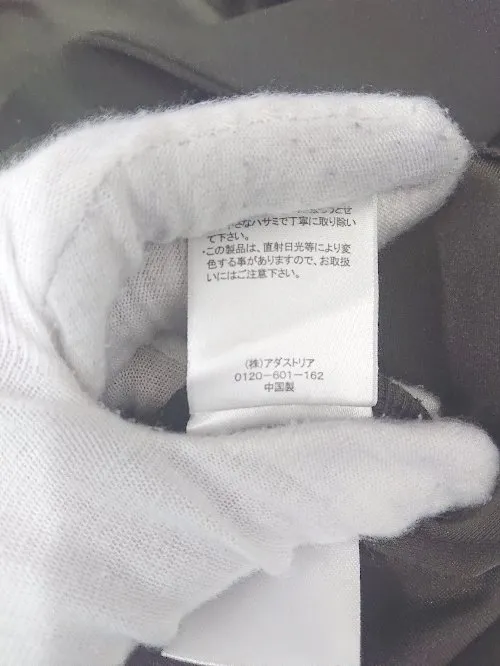 さなハサミで丁寧に取り除い
て下さい。
・この製品は、直射日光等により変
色する事がありますので、お取扱
いにはご注意下さい。
(株)アダストリア
0120-601-162
中国製